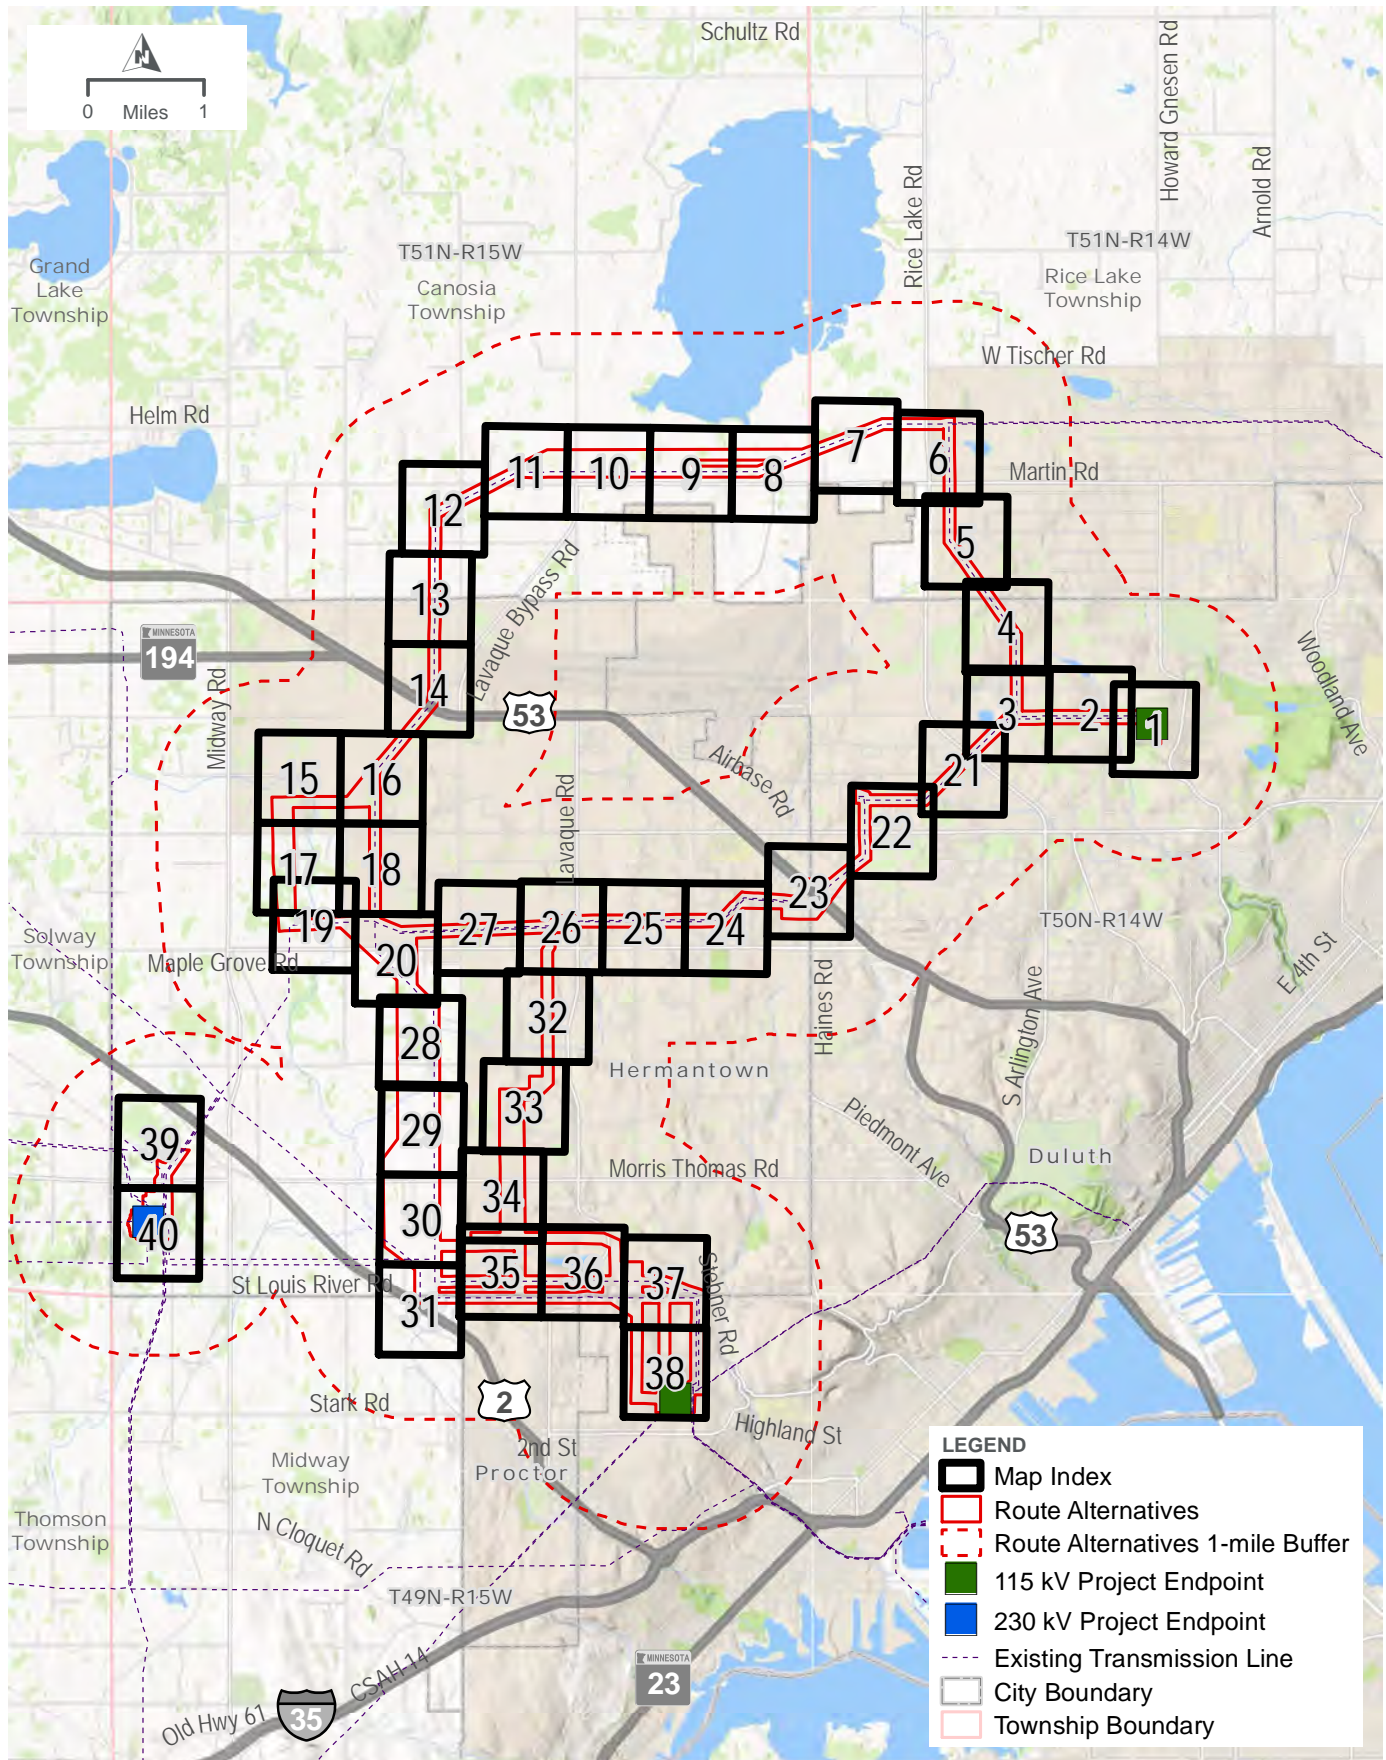 N
0 Miles 1
Schultz Rd
Howard Gnesen Rd
Arnold Rd
Rice Lake Rd
T51N-R15W
T51N-R14W
Grand
Lake
Township
Canosia
Township
Rice Lake
Township
W Tischer Rd
Helm Rd
Martin Rd
7
6
11
10
9
8
12
5
Lavaque Bypass Rd
13
4
MINNESOTA
194
Woodland Ave
Midway Rd
14
53
3
2
1
Airbase Rd
15
16
21
Lavaque Rd
22
17
18
23
19
27
26
25
24
T50N-R14W
Solway
Township
Maple Grove Rd
20
E 4th St
Haines Rd
S Arlington Ave
32
28
Hermantown
33
29
Piedmont Ave
39
Morris Thomas Rd
Duluth
34
30
40
53
St Louis River Rd
35
36
37
Stebner Rd
31
38
Stark Rd
2
Highland St
2nd St
Proctor
Midway
Township
Thomson
Township
N Cloquet Rd
T49N-R15W
CSAH 14
Old Hwy 61
35
MINNESOTA
23
LEGEND
Map Index
Route Alternatives
Route Alternatives 1-mile Buffer
115 kV Project Endpoint
230 kV Project Endpoint
Existing Transmission Line
City Boundary
Township Boundary